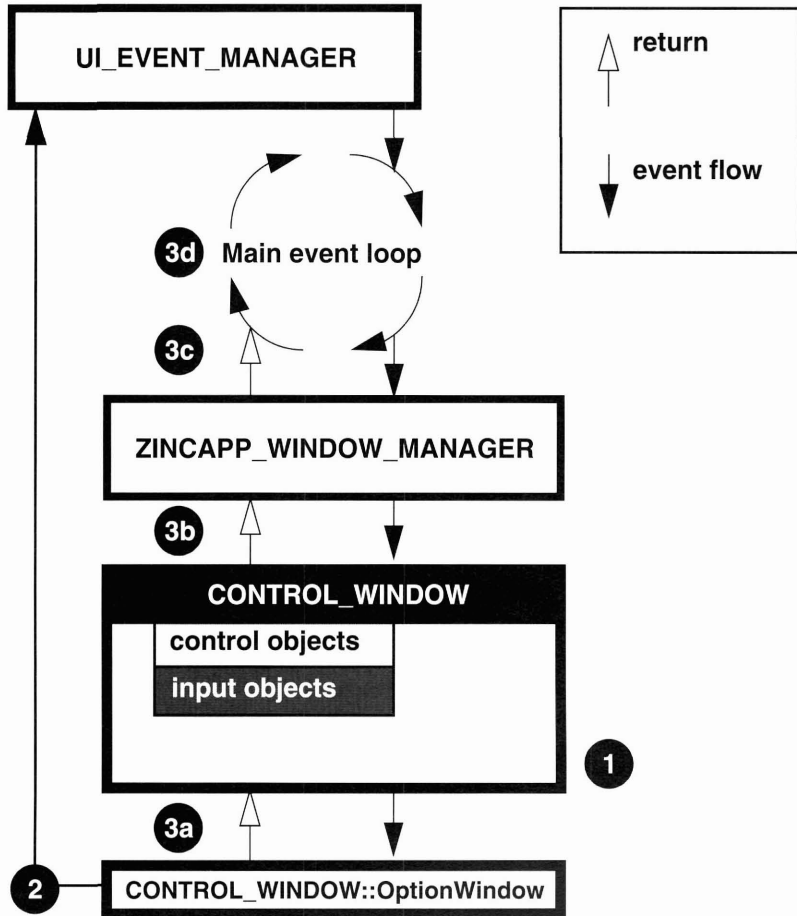 UI_EVENT_MANAGER
return
event flow
3d
Main event loop
3c
ZINCAPP_WINDOW_MANAGER
3b
CONTROL_WINDOW
control objects
input objects
1
3a
2
CONTROL_WINDOW::OptionWindow